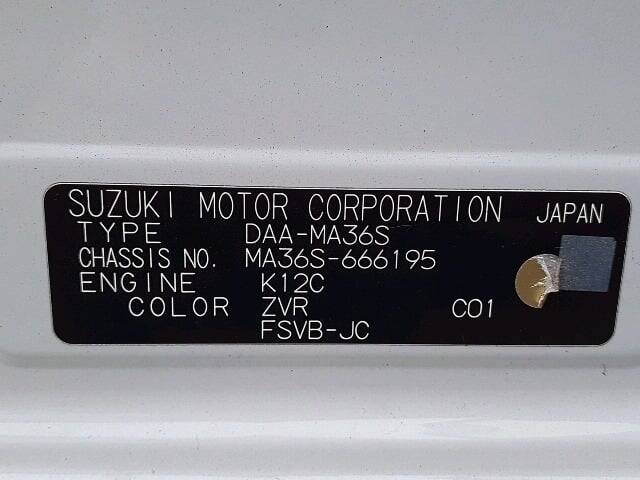 SUZUKI MOTOR CORPORATION JAPAN
TYPE DAA-MA36S
CHASSIS NO. MA36S-666195
ENGINE K12C
COLOR ZVR C01
FSVB-JC